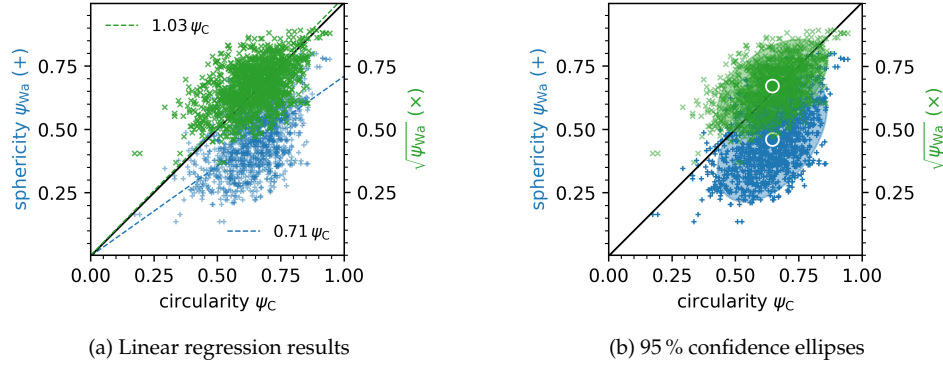 1.03 ψC
0.71 ψC
sphericity ψWa (+)
0.75
0.50
0.25
0.75
0.50
0.25
√ψWa (×)
0.00 0.25 0.50 0.75 1.00
circularity ψC
(a) Linear regression results
sphericity ψWa (+)
0.75
0.50
0.25
0.75
0.50
0.25
√ψWa (×)
0.00 0.25 0.50 0.75 1.00
circularity ψC
(b) 95 % confidence ellipses